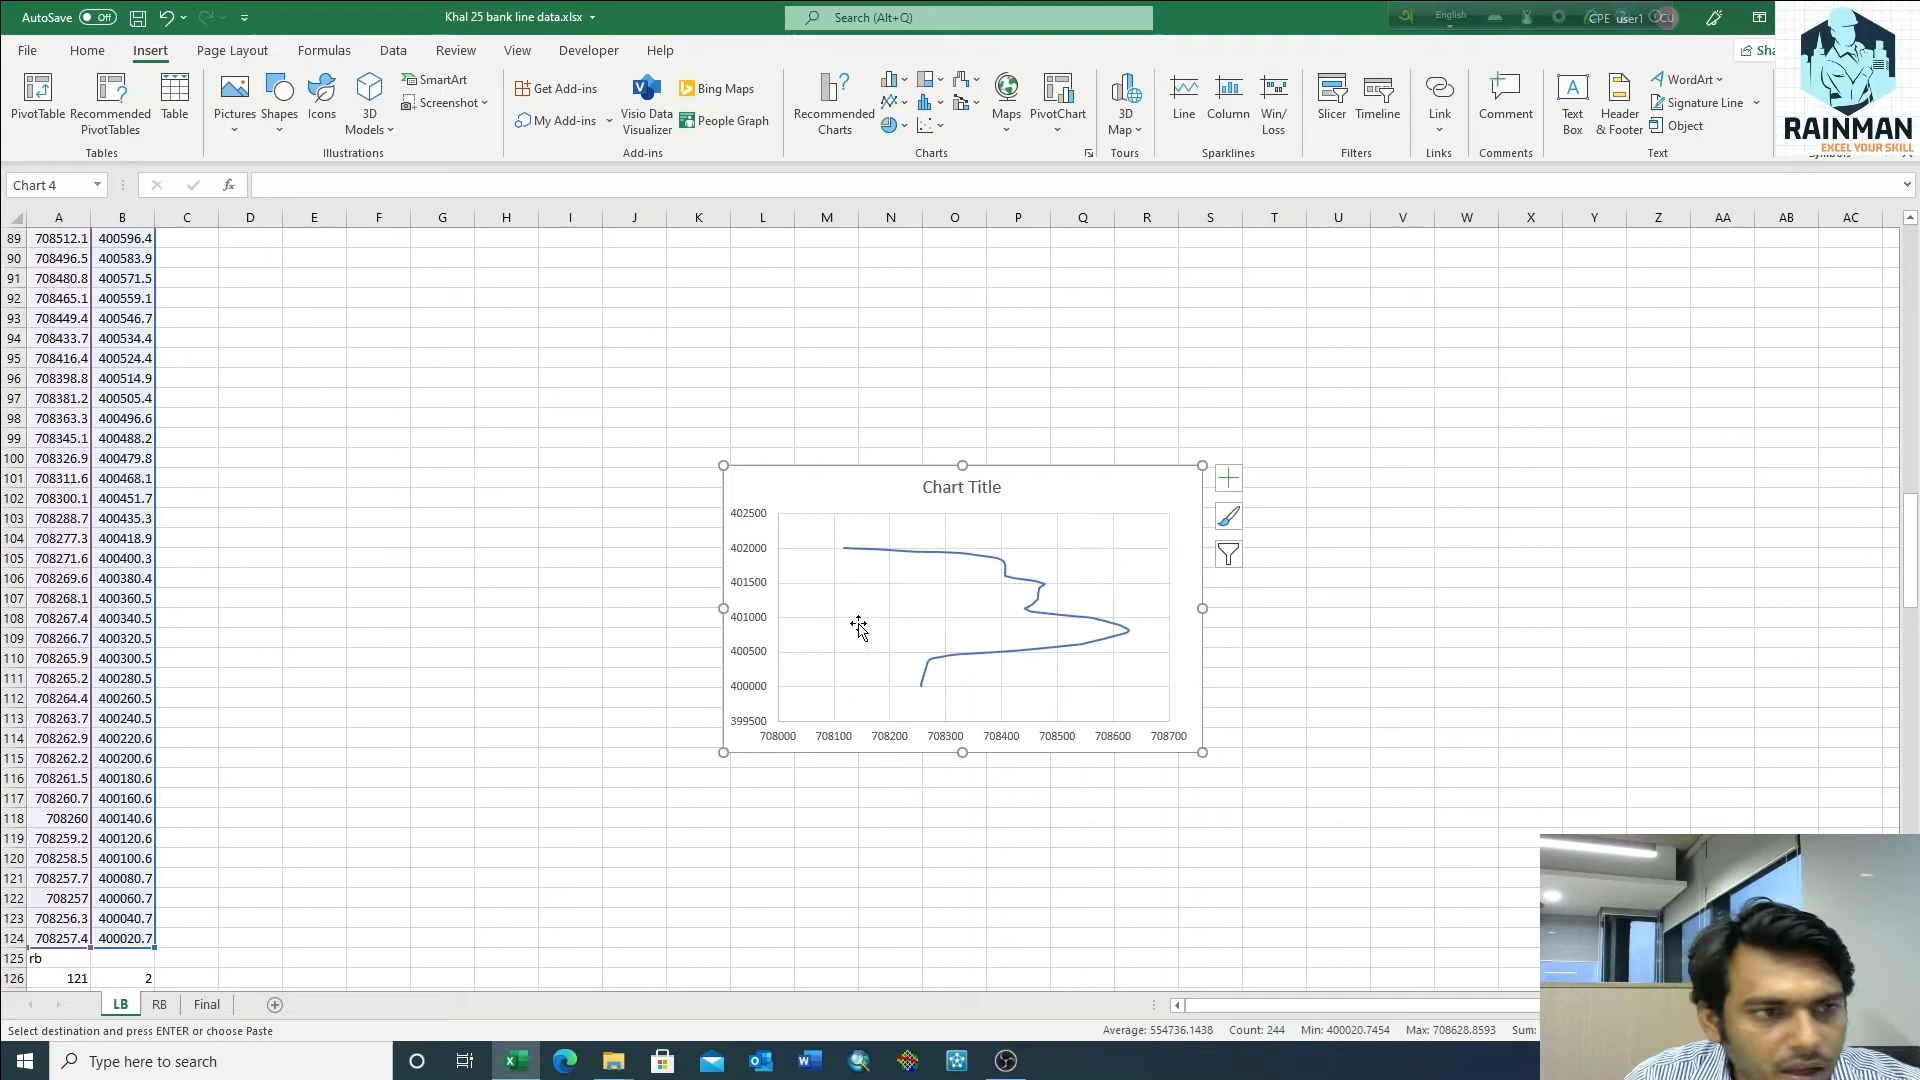 AutoSave Off Khal 25 bank line data.xlsx Search (Alt+Q) English CPE user1 CU
File Home Insert Page Layout Formulas Data Review View Developer Help Sha
PivotTable Recommended PivotTables Table Pictures Shapes Icons 3D Models SmartArt Screenshot Get Add-ins My Add-ins Visio Data Visualizer Bing Maps People Graph Recommended Charts Maps PivotChart 3D Map Line Column Win/Loss Slicer Timeline Link Comment Text Box Header & Footer WordArt Signature Line Object
Tables Illustrations Add-ins Charts Tours Sparklines Filters Links Comments Text
RAINMAN
EXCEL YOUR SKILL
Chart 4 fx
A B C D E F G H I J K L M N O P Q R S T U V W X Y Z AA AB AC
89 708512.1 400596.4
90 708496.5 400583.9
91 708480.8 400571.5
92 708465.1 400559.1
93 708449.4 400546.7
94 708433.7 400534.4
95 708416.4 400524.4
96 708398.8 400514.9
97 708381.2 400505.4
98 708363.3 400496.6
99 708345.1 400488.2
100 708326.9 400479.8
101 708311.6 400468.1
102 708300.1 400451.7
103 708288.7 400435.3
104 708277.3 400418.9
105 708271.6 400400.3
106 708269.6 400380.4
107 708268.1 400360.5
108 708267.4 400340.5
109 708266.7 400320.5
110 708265.9 400300.5
111 708265.2 400280.5
112 708264.4 400260.5
113 708263.7 400240.5
114 708262.9 400220.6
115 708262.2 400200.6
116 708261.5 400180.6
117 708260.7 400160.6
118 708260 400140.6
119 708259.2 400120.6
120 708258.5 400100.6
121 708257.7 400080.7
122 708257 400060.7
123 708256.3 400040.7
124 708257.4 400020.7
125 rb
126 121 2
Chart Title
402500
402000
401500
401000
400500
400000
399500
708000 708100 708200 708300 708400 708500 708600 708700
LB RB Final
Select destination and press ENTER or choose Paste Average: 554736.1438 Count: 244 Min: 400020.7454 Max: 708628.8593 Sum:
Type here to search